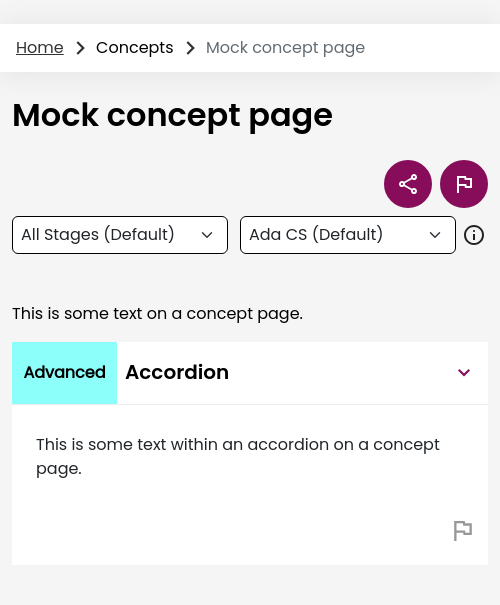 Home Concepts Mock concept page
Mock concept page
All Stages (Default) Ada CS (Default)
This is some text on a concept page.
Advanced Accordion
This is some text within an accordion on a concept
page.